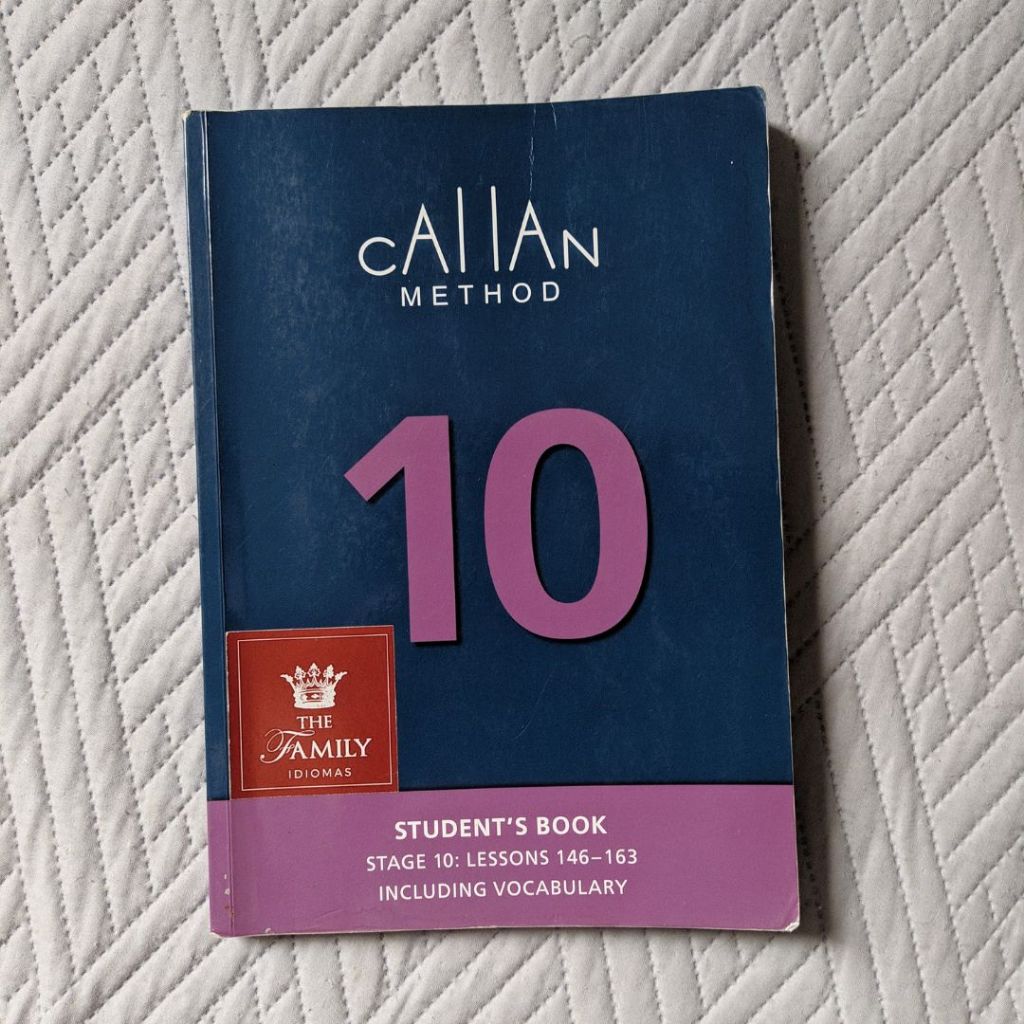 CALLAN
METHOD
10
THE
FAMILY
IDIOMAS
STUDENT'S BOOK
STAGE 10: LESSONS 146–163
INCLUDING VOCABULARY